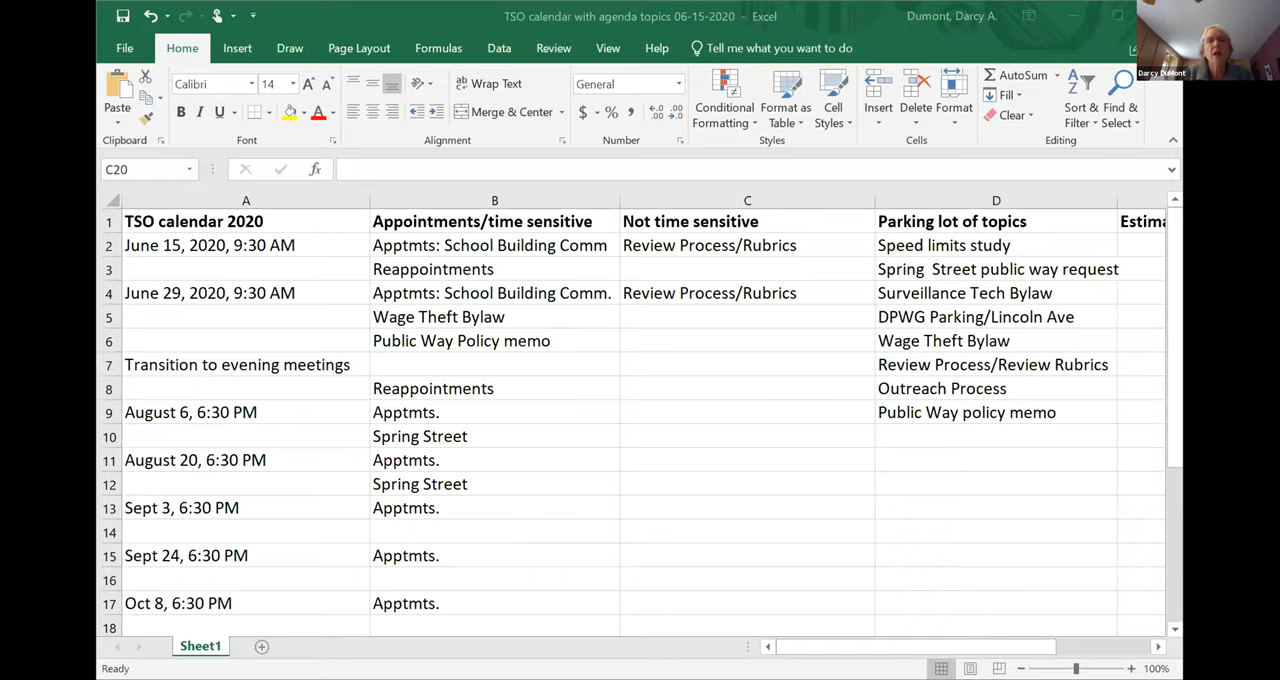 TSO calendar with agenda topics 06-15-2020 - Excel
Dumont, Darcy A.
Darcy DuMont
File Home Insert Draw Page Layout Formulas Data Review View Help Tell me what you want to do
Calibri 14
Wrap Text
General
AutoSum
Fill
Clear
Paste
B I U
A
Merge & Center
$ % ,
Conditional Formatting
Format as Table
Cell Styles
Insert
Delete
Format
Sort & Filter
Find & Select
Clipboard Font Alignment Number Styles Cells Editing
C20
fx
A B C D
1 TSO calendar 2020 Appointments/time sensitive Not time sensitive Parking lot of topics Estima
2 June 15, 2020, 9:30 AM Apptmts: School Building Comm Review Process/Rubrics Speed limits study
3 Reappointments Spring Street public way request
4 June 29, 2020, 9:30 AM Apptmts: School Building Comm. Review Process/Rubrics Surveillance Tech Bylaw
5 Wage Theft Bylaw DPWG Parking/Lincoln Ave
6 Public Way Policy memo Wage Theft Bylaw
7 Transition to evening meetings Review Process/Review Rubrics
8 Reappointments Outreach Process
9 August 6, 6:30 PM Apptmts. Public Way policy memo
10 Spring Street
11 August 20, 6:30 PM Apptmts.
12 Spring Street
13 Sept 3, 6:30 PM Apptmts.
14
15 Sept 24, 6:30 PM Apptmts.
16
17 Oct 8, 6:30 PM Apptmts.
18
Sheet1
Ready
100%